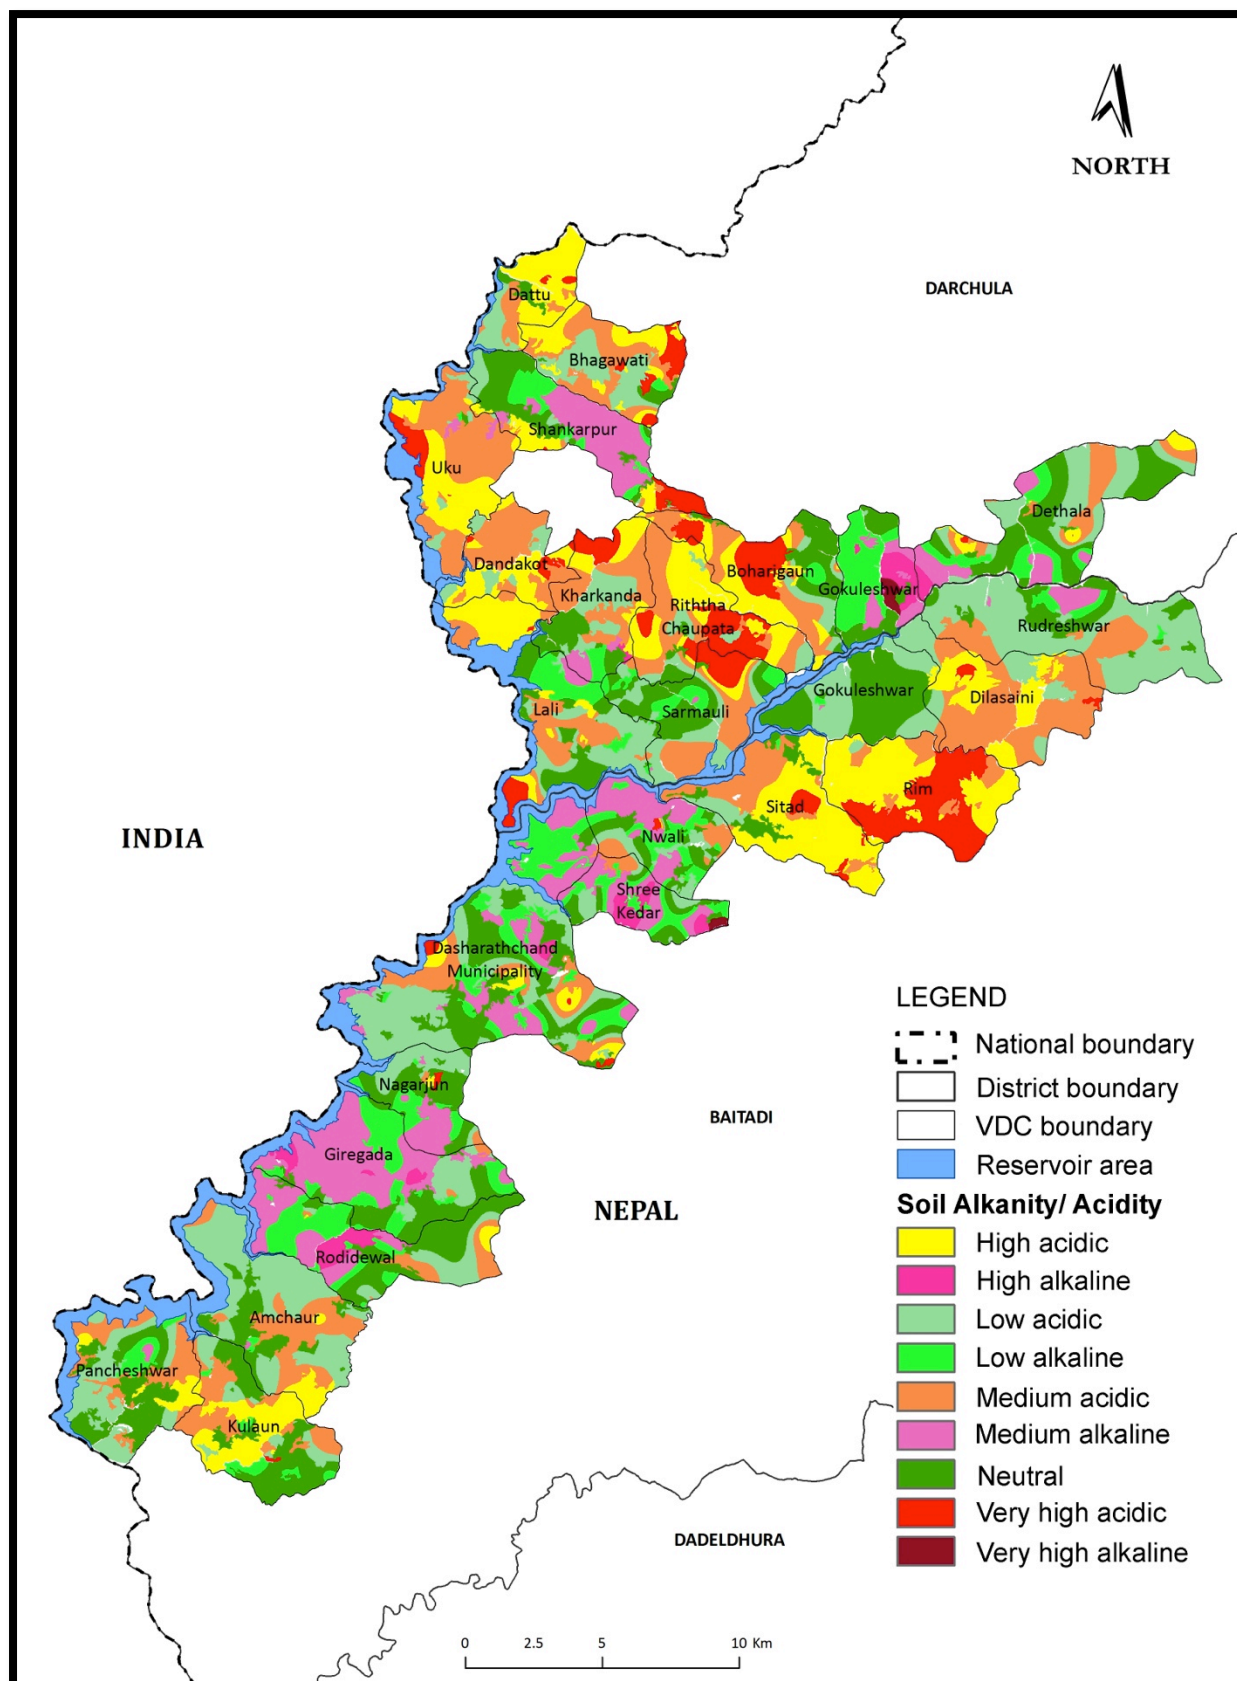 NORTH
DARCHULA
Dattu
Bhagawati
Shankarpur
Uku
Dethala
Dandakot
Boharigaun
Gokuleshwar
Kharkanda
Riththa
Chaupata
Rudreshwar
Gokuleshwar
Dilasaini
Lali
Sarmauli
Rim
Sitad
INDIA
Nwali
Shree
Kedar
Dasharathchand
Municipality
Nagarjun
BAITADI
Giregada
NEPAL
Rodidewal
Amchaur
Pancheshwar
Kulaun
DADELDHURA
LEGEND
National boundary
District boundary
VDC boundary
Reservoir area
Soil Alkanity/ Acidity
High acidic
High alkaline
Low acidic
Low alkaline
Medium acidic
Medium alkaline
Neutral
Very high acidic
Very high alkaline
0 2.5 5 10 Km